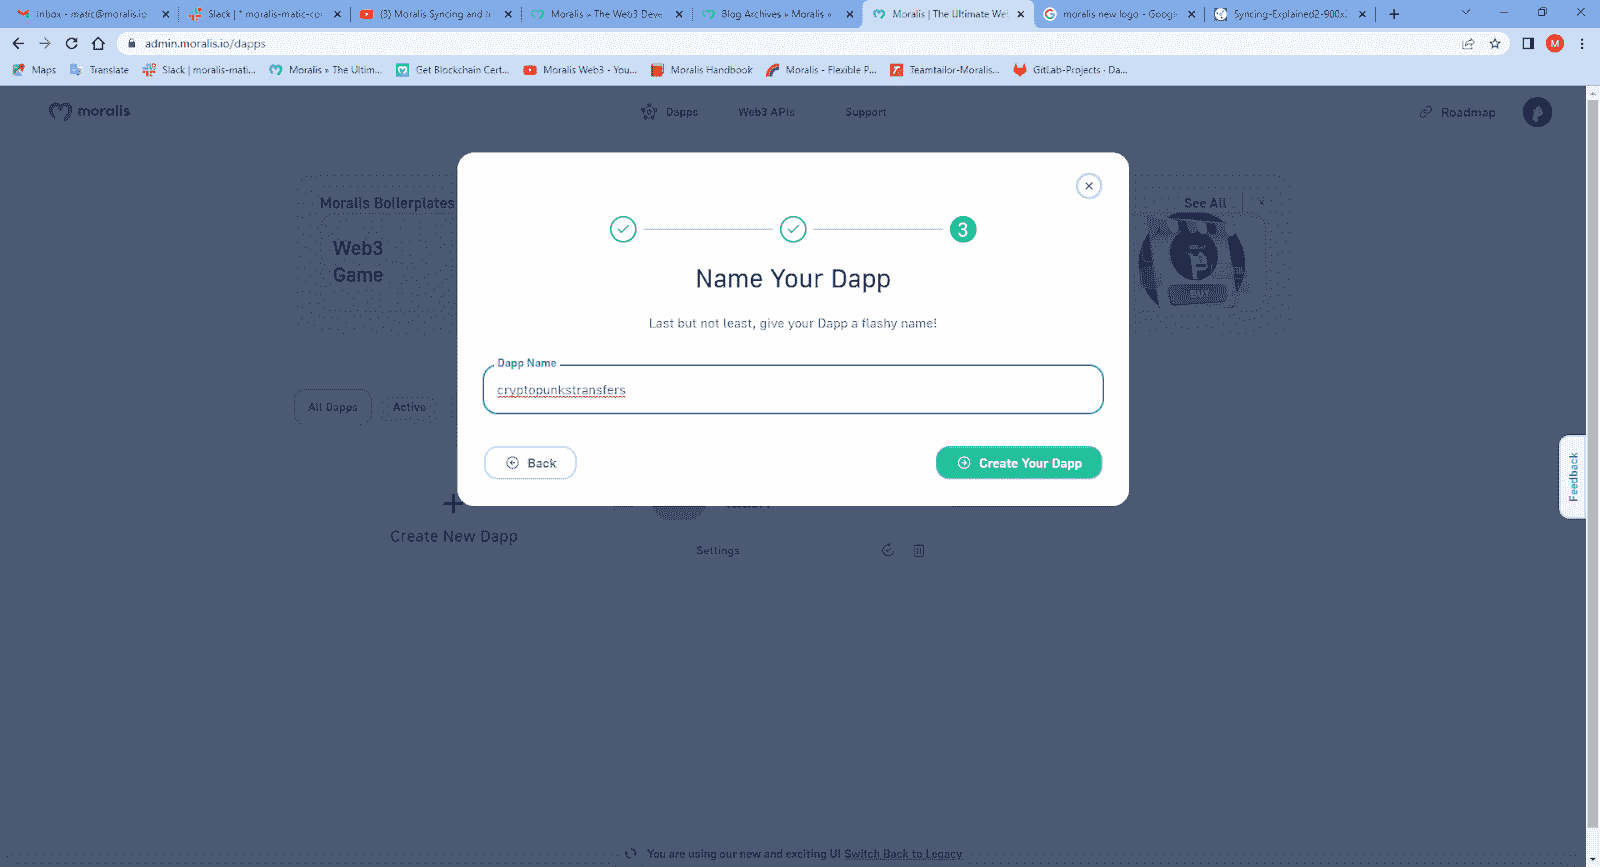 Inbox - matic@moralis.io
Slack | * moralis-matic-cor
(3) Moralis Syncing and I
Moralis » The Web3 Deve
Blog Archives » Moralis »
Moralis | The Ultimate We
moralis new logo - Google
Syncing-Explained2-900x
admin.moralis.io/dapps
M
Maps
Translate
Slack | moralis-mati...
Moralis » The Ultim...
Get Blockchain Cert...
Moralis Web3 - You...
Moralis Handbook
Moralis - Flexible P...
Teamtailor-Moralis...
GitLab-Projects · Da...
moralis
Dapps
Web3 APIs
Support
Roadmap
Moralis Boilerplates
See All
Web3
Game
BUY
3
Name Your Dapp
Last but not least, give your Dapp a flashy name!
Dapp Name
cryptopunkstransfers
Back
Create Your Dapp
All Dapps
Active
Create New Dapp
Settings
Feedback
You are using our new and exciting UI Switch Back to Legacy